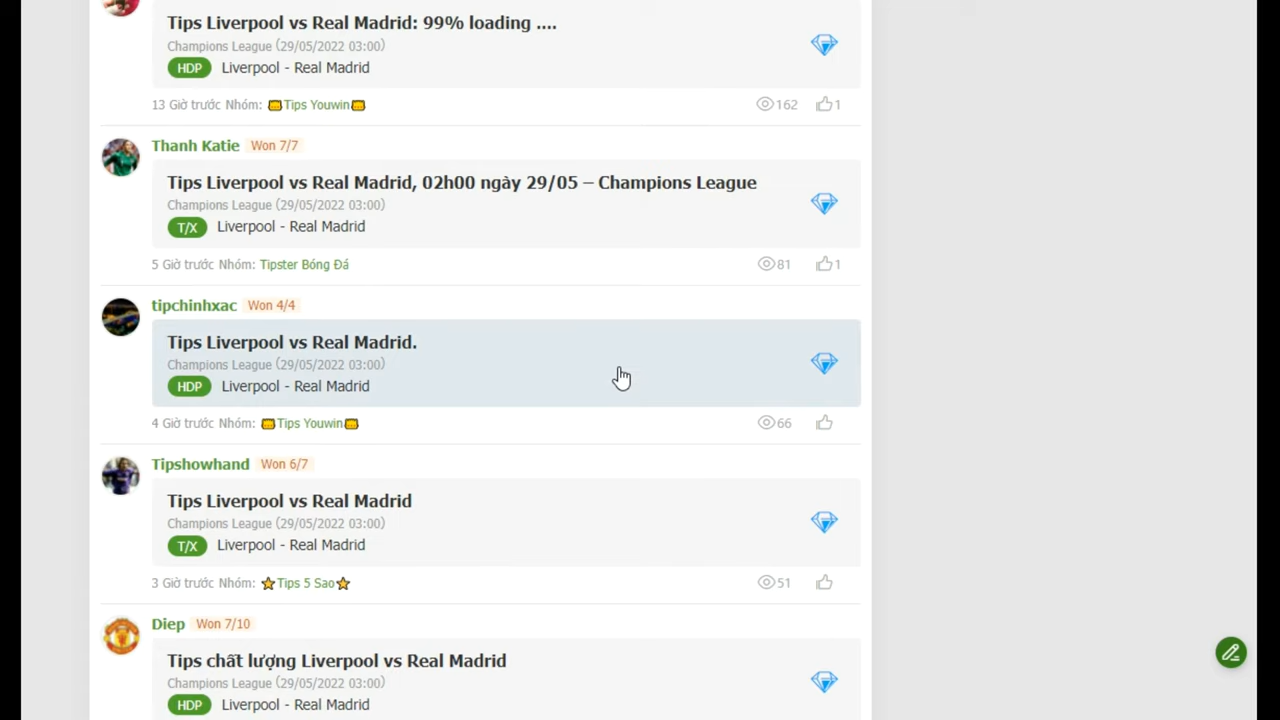 Tips Liverpool vs Real Madrid: 99% loading ....
Champions League (29/05/2022 03:00)
HDP Liverpool - Real Madrid
13 Giờ trước Nhóm: Tips Youwin 162 1
Thanh Katie Won 7/7
Tips Liverpool vs Real Madrid, 02h00 ngày 29/05 – Champions League
Champions League (29/05/2022 03:00)
T/X Liverpool - Real Madrid
5 Giờ trước Nhóm: Tipster Bóng Đá 81 1
tipchinhxac Won 4/4
Tips Liverpool vs Real Madrid.
Champions League (29/05/2022 03:00)
HDP Liverpool - Real Madrid
4 Giờ trước Nhóm: Tips Youwin 66
Tipshowhand Won 6/7
Tips Liverpool vs Real Madrid
Champions League (29/05/2022 03:00)
T/X Liverpool - Real Madrid
3 Giờ trước Nhóm: Tips 5 Sao 51
Diep Won 7/10
Tips chất lượng Liverpool vs Real Madrid
Champions League (29/05/2022 03:00)
HDP Liverpool - Real Madrid